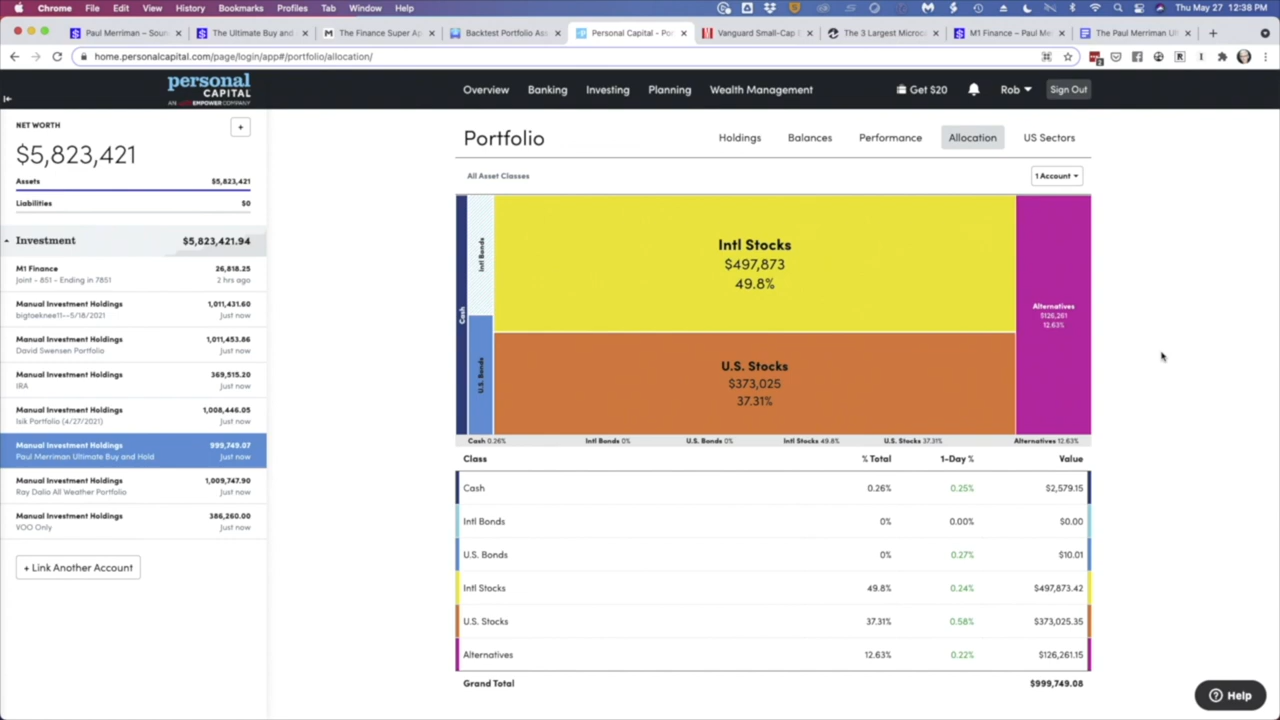 Chrome File Edit View History Bookmarks Profiles Tab Window Help Thu May 27 12:38 PM
Paul Merriman – Soun The Ultimate Buy and The Finance Super Ap Backtest Portfolio Ass Personal Capital - Por Vanguard Small-Cap The 3 Largest Microc M1 Finance – Paul Me The Paul Merriman Ul
home.personalcapital.com/page/login/app#/portfolio/allocation/
personal CAPITAL
Overview Banking Investing Planning Wealth Management Get $20 Rob Sign Out
NET WORTH +
$5,823,421
Assets $5,823,421
Liabilities $0
Investment $5,823,421.94
M1 Finance 26,818.25
Joint - 851 - Ending in 7851 2 hrs ago
Manual Investment Holdings 1,011,431.60
bigtoeknee11--5/18/2021 Just now
Manual Investment Holdings 1,011,453.86
David Swensen Portfolio Just now
Manual Investment Holdings 369,515.20
IRA Just now
Manual Investment Holdings 1,008,446.05
Isik Portfolio (4/27/2021) Just now
Manual Investment Holdings 999,749.07
Paul Merriman Ultimate Buy and Hold Just now
Manual Investment Holdings 1,009,747.90
Ray Dalio All Weather Portfolio Just now
Manual Investment Holdings 386,260.00
VOO Only Just now
+ Link Another Account
Portfolio Holdings Balances Performance Allocation US Sectors
All Asset Classes 1 Account
Cash
Intl Bonds
U.S. Bonds
Intl Stocks
$497,873
49.8%
U.S. Stocks
$373,025
37.31%
Alternatives
$126,261
12.63%
Cash 0.26% Intl Bonds 0% U.S. Bonds 0% Intl Stocks 49.8% U.S. Stocks 37.31% Alternatives 12.63%
Class % Total 1-Day % Value
Cash 0.26% 0.25% $2,579.15
Intl Bonds 0% 0.00% $0.00
U.S. Bonds 0% 0.27% $10.01
Intl Stocks 49.8% 0.24% $497,873.42
U.S. Stocks 37.31% 0.58% $373,025.35
Alternatives 12.63% 0.22% $126,261.15
Grand Total $999,749.08
Help